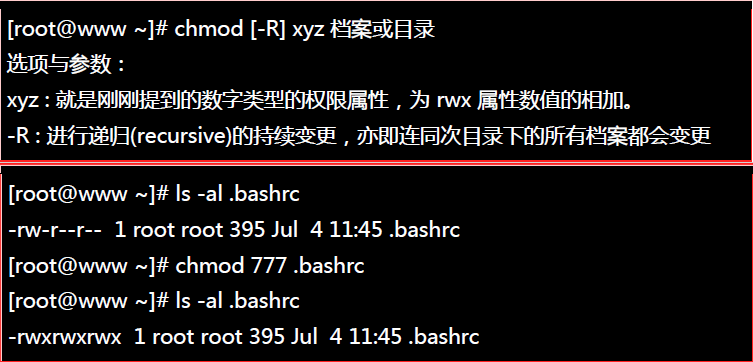 [root@www ~]# chmod [-R] xyz 档案或目录
选项与参数：
xyz : 就是刚刚提到的数字类型的权限属性，为 rwx 属性数值的相加。
-R : 进行递归(recursive)的持续变更，亦即连同次目录下的所有档案都会变更
[root@www ~]# ls -al .bashrc
-rw-r--r--  1 root root 395 Jul  4 11:45 .bashrc
[root@www ~]# chmod 777 .bashrc
[root@www ~]# ls -al .bashrc
-rwxrwxrwx  1 root root 395 Jul  4 11:45 .bashrc